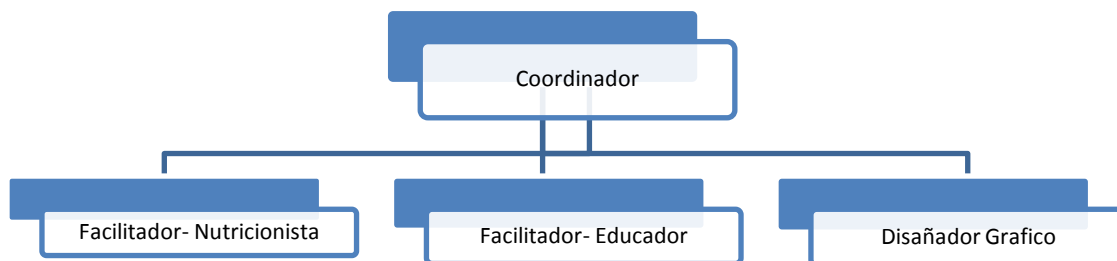 Coordinador
Facilitador- Nutricionista
Facilitador- Educador
Disañador Grafico